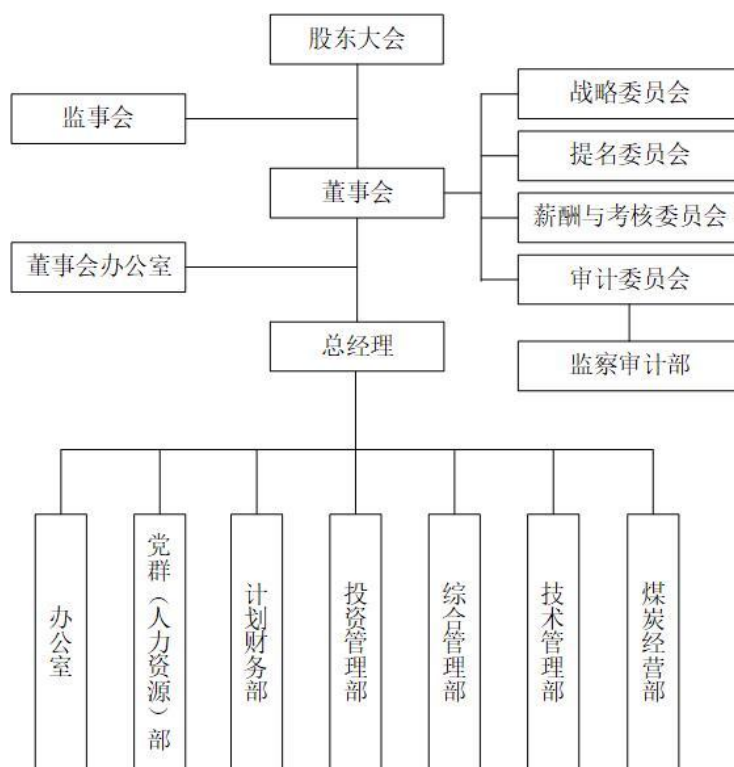 股东大会
监事会
战略委员会
提名委员会
董事会
薪酬与考核委员会
董事会办公室
审计委员会
总经理
监察审计部
办公室
党群（人力资源）部
计划财务部
投资管理部
综合管理部
技术管理部
煤炭经营部